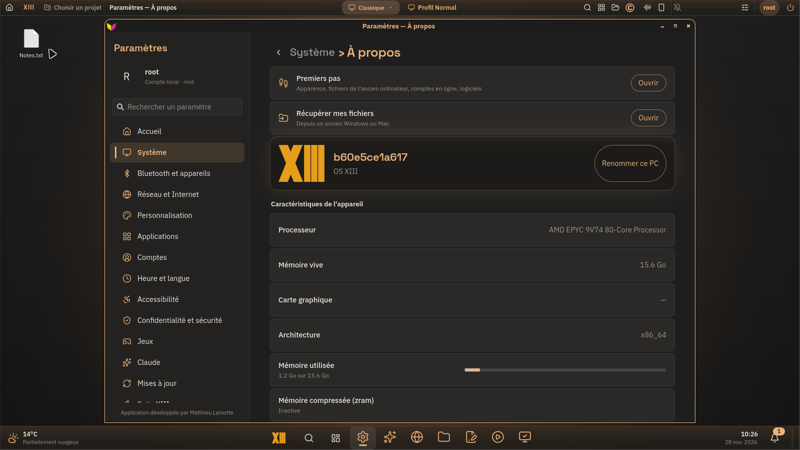 XIII Choisir un projet Paramètres — À propos Classique Profil Normal root
Notes.txt
Paramètres — À propos
Paramètres
root
Compte local · root
Rechercher un paramètre
Accueil
Système
Bluetooth et appareils
Réseau et Internet
Personnalisation
Applications
Comptes
Heure et langue
Accessibilité
Confidentialité et sécurité
Jeux
Claude
Mises à jour
Application développée par Matthieu Lamotte
Système > À propos
Premiers pas
Apparence, fichiers de l'ancien ordinateur, comptes en ligne, logiciels
Ouvrir
Récupérer mes fichiers
Depuis un ancien Windows ou Mac
Ouvrir
XIII
b60e5ce1a617
OS XIII
Renommer ce PC
Caractéristiques de l'appareil
Processeur AMD EPYC 9V74 80-Core Processor
Mémoire vive 15.6 Go
Carte graphique —
Architecture x86_64
Mémoire utilisée
1.2 Go sur 15.6 Go
Mémoire compressée (zram)
Inactive
14°C
Partiellement nuageux
XIII
10:26
28 nov. 2026
1